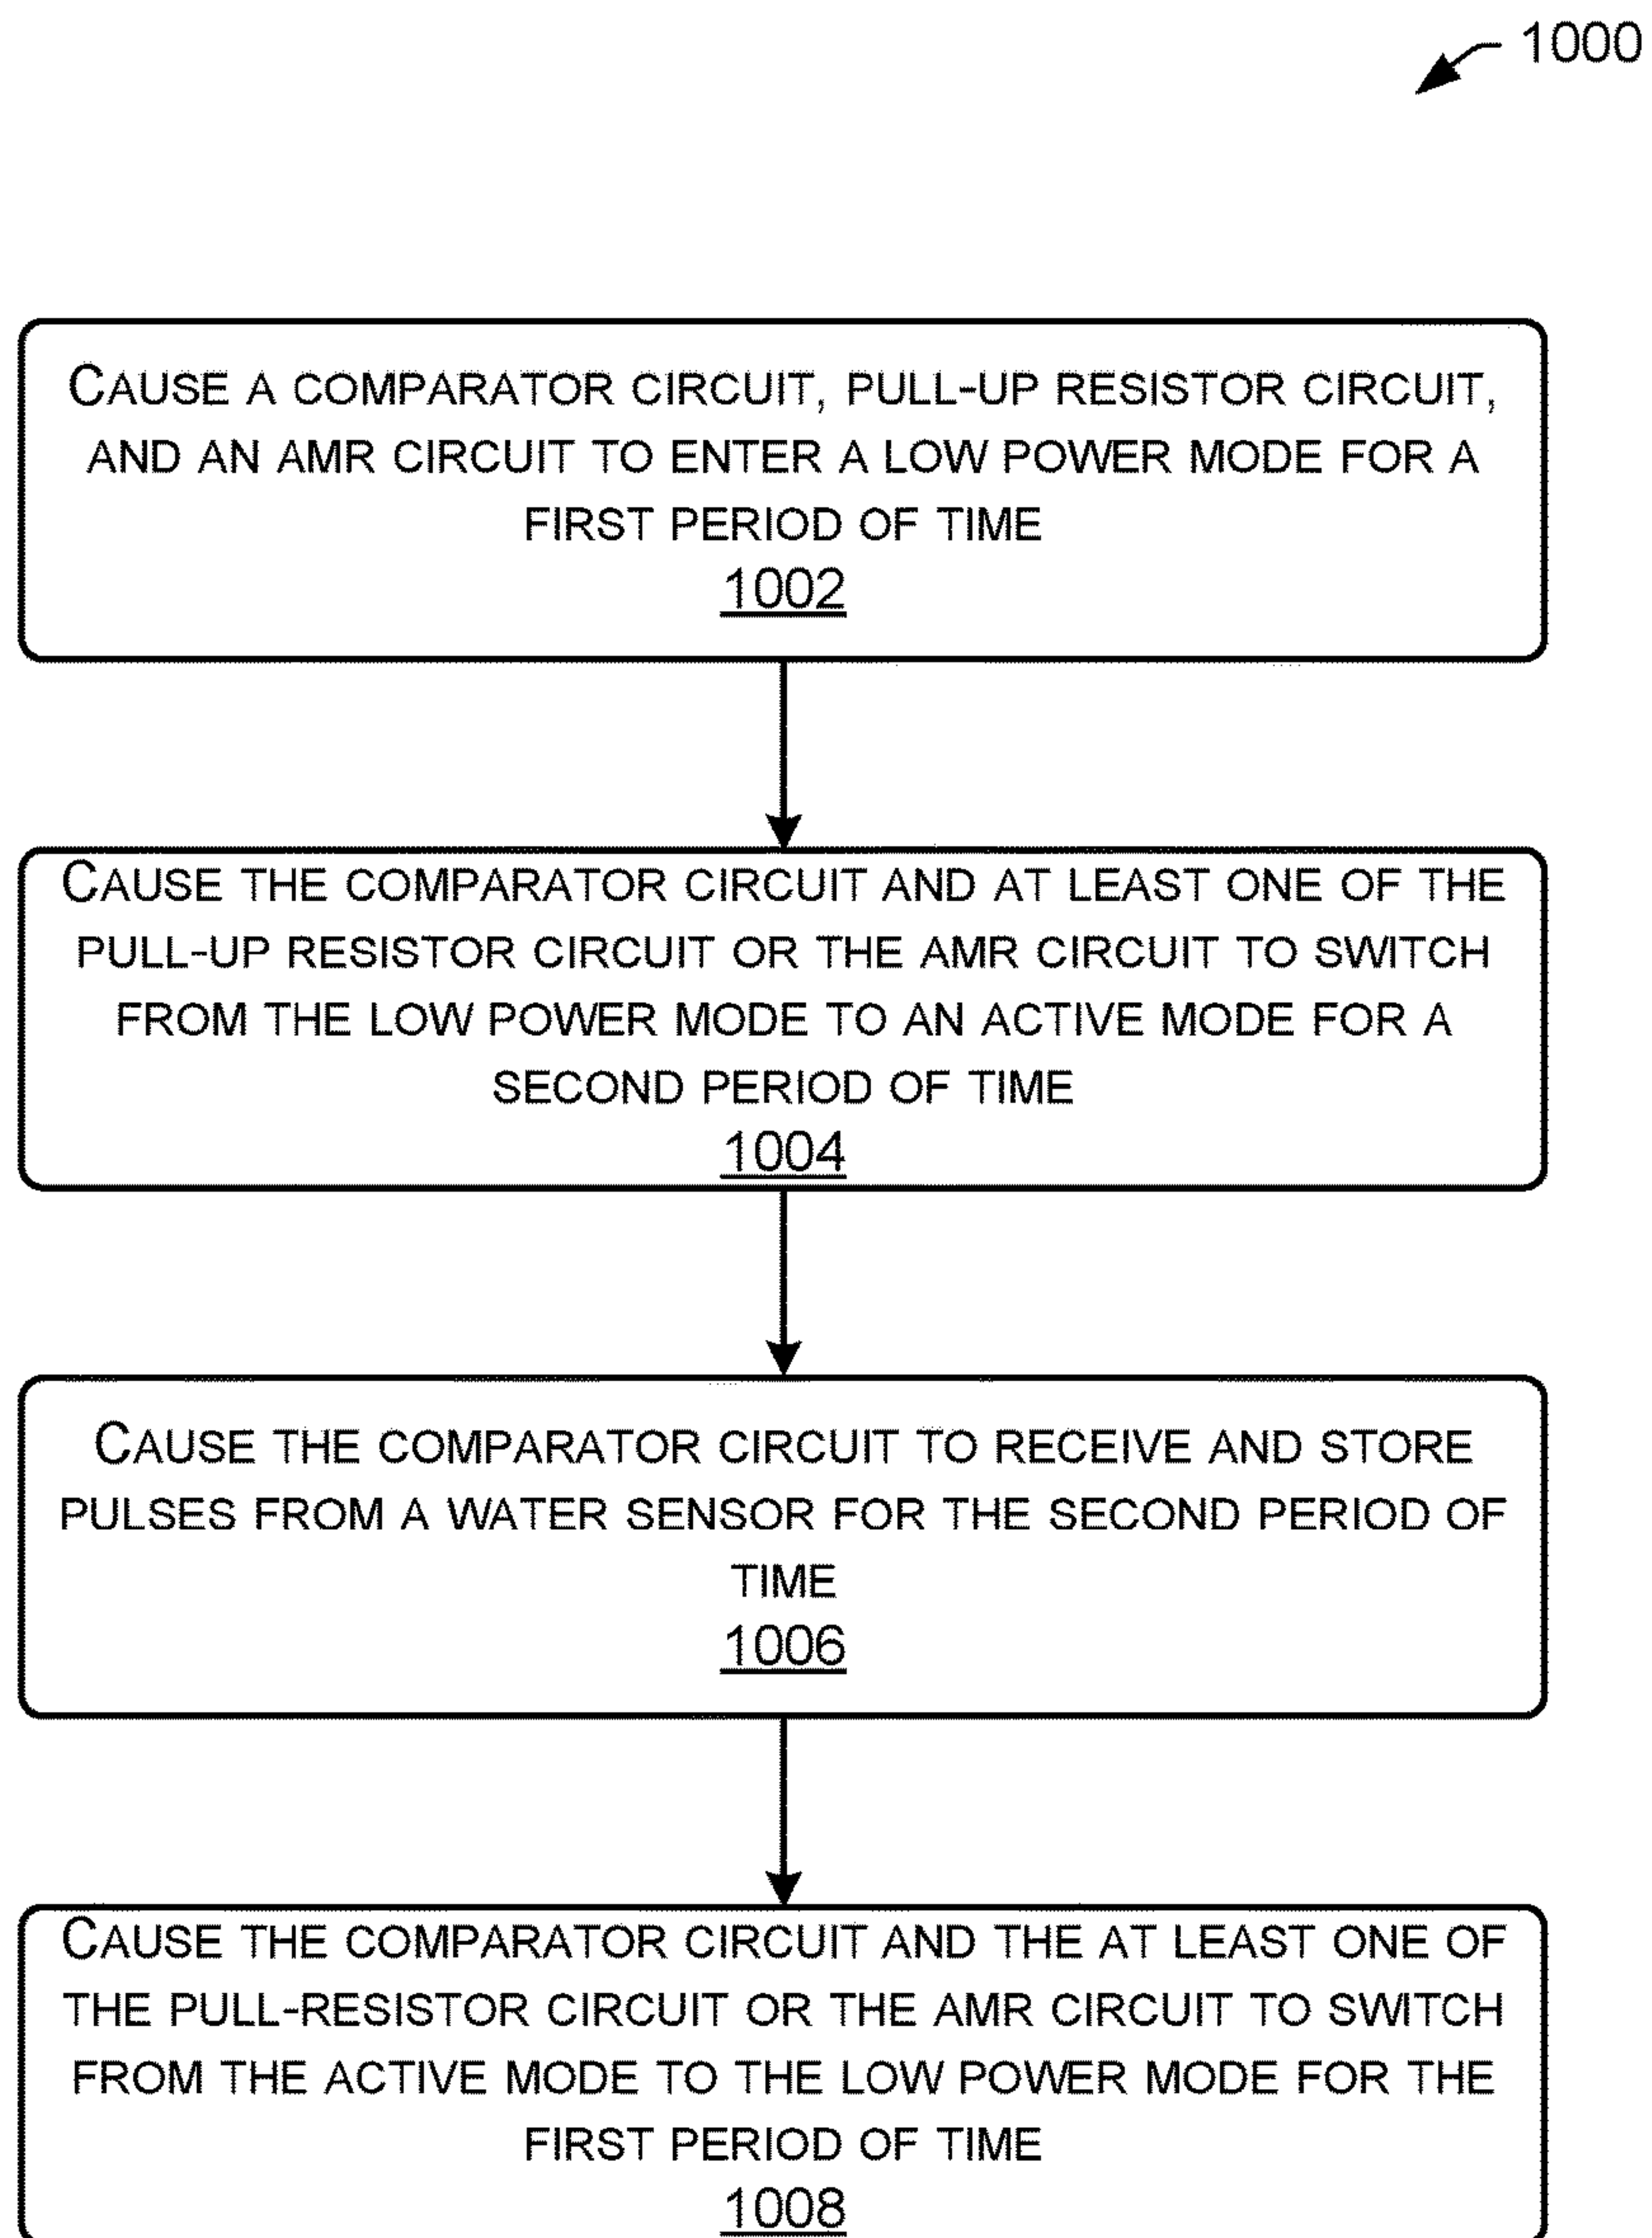 1000
CAUSE A COMPARATOR CIRCUIT, PULL-UP RESISTOR CIRCUIT,
AND AN AMR CIRCUIT TO ENTER A LOW POWER MODE FOR A
FIRST PERIOD OF TIME
1002
CAUSE THE COMPARATOR CIRCUIT AND AT LEAST ONE OF THE
PULL-UP RESISTOR CIRCUIT OR THE AMR CIRCUIT TO SWITCH
FROM THE LOW POWER MODE TO AN ACTIVE MODE FOR A
SECOND PERIOD OF TIME
1004
CAUSE THE COMPARATOR CIRCUIT TO RECEIVE AND STORE
PULSES FROM A WATER SENSOR FOR THE SECOND PERIOD OF
TIME
1006
CAUSE THE COMPARATOR CIRCUIT AND THE AT LEAST ONE OF
THE PULL-RESISTOR CIRCUIT OR THE AMR CIRCUIT TO SWITCH
FROM THE ACTIVE MODE TO THE LOW POWER MODE FOR THE
FIRST PERIOD OF TIME
1008